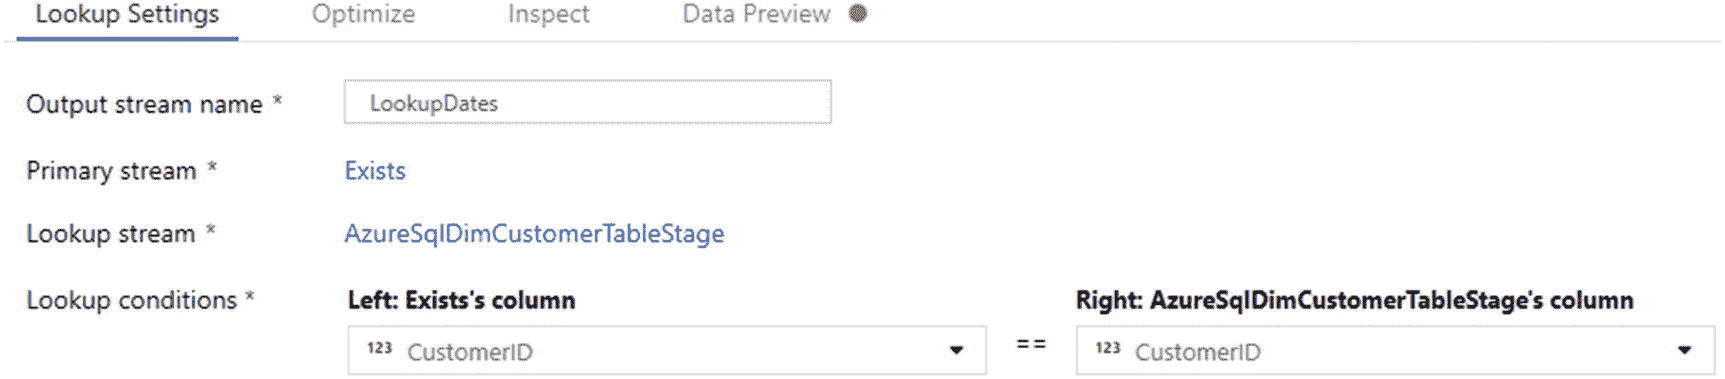 Lookup Settings Optimize Inspect Data Preview
Output stream name * LookupDates
Primary stream * Exists
Lookup stream * AzureSqlDimCustomerTableStage
Lookup conditions * Left: Exists's column Right: AzureSqlDimCustomerTableStage's column
123 CustomerID == 123 CustomerID